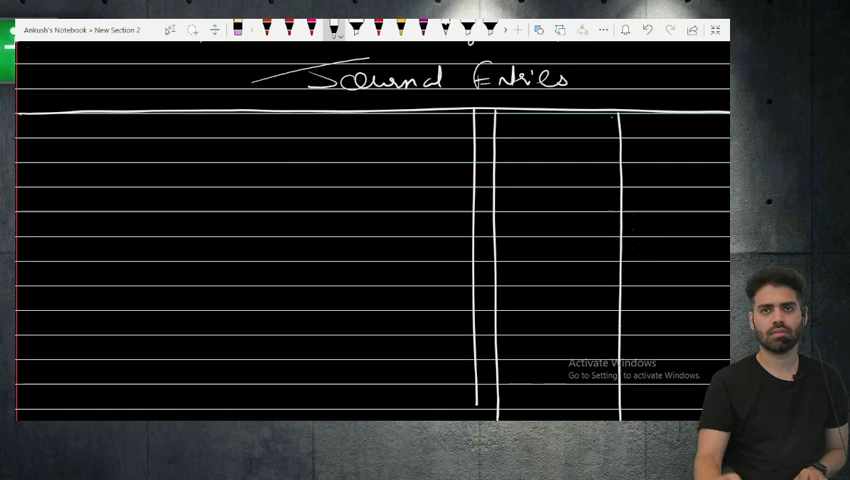 Ankush's Notebook » New Section 2
Journal Entries
Activate Windows
Go to Settings to activate Windows.